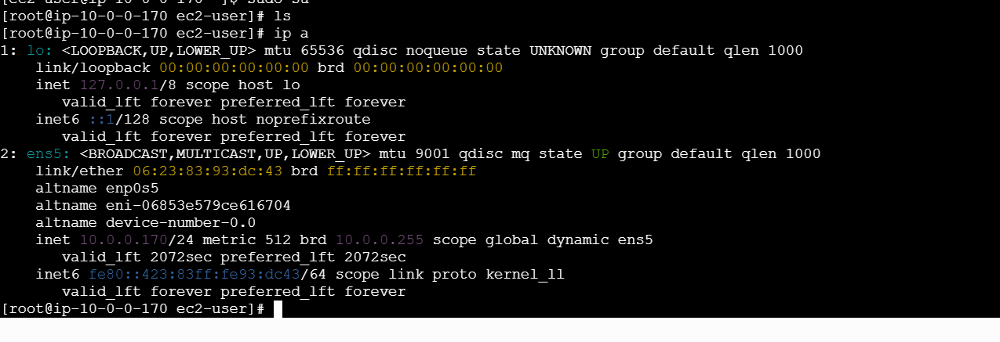 [root@ip-10-0-0-170 ec2-user]# ls
[root@ip-10-0-0-170 ec2-user]# ip a
1: lo: <LOOPBACK,UP,LOWER_UP> mtu 65536 qdisc noqueue state UNKNOWN group default qlen 1000
    link/loopback 00:00:00:00:00:00 brd 00:00:00:00:00:00
    inet 127.0.0.1/8 scope host lo
       valid_lft forever preferred_lft forever
    inet6 ::1/128 scope host noprefixroute
       valid_lft forever preferred_lft forever
2: ens5: <BROADCAST,MULTICAST,UP,LOWER_UP> mtu 9001 qdisc mq state UP group default qlen 1000
    link/ether 06:23:83:93:dc:43 brd ff:ff:ff:ff:ff:ff
    altname enp0s5
    altname eni-06853e579ce616704
    altname device-number-0.0
    inet 10.0.0.170/24 metric 512 brd 10.0.0.255 scope global dynamic ens5
       valid_lft 2072sec preferred_lft 2072sec
    inet6 fe80::423:83ff:fe93:dc43/64 scope link proto kernel_ll
       valid_lft forever preferred_lft forever
[root@ip-10-0-0-170 ec2-user]#